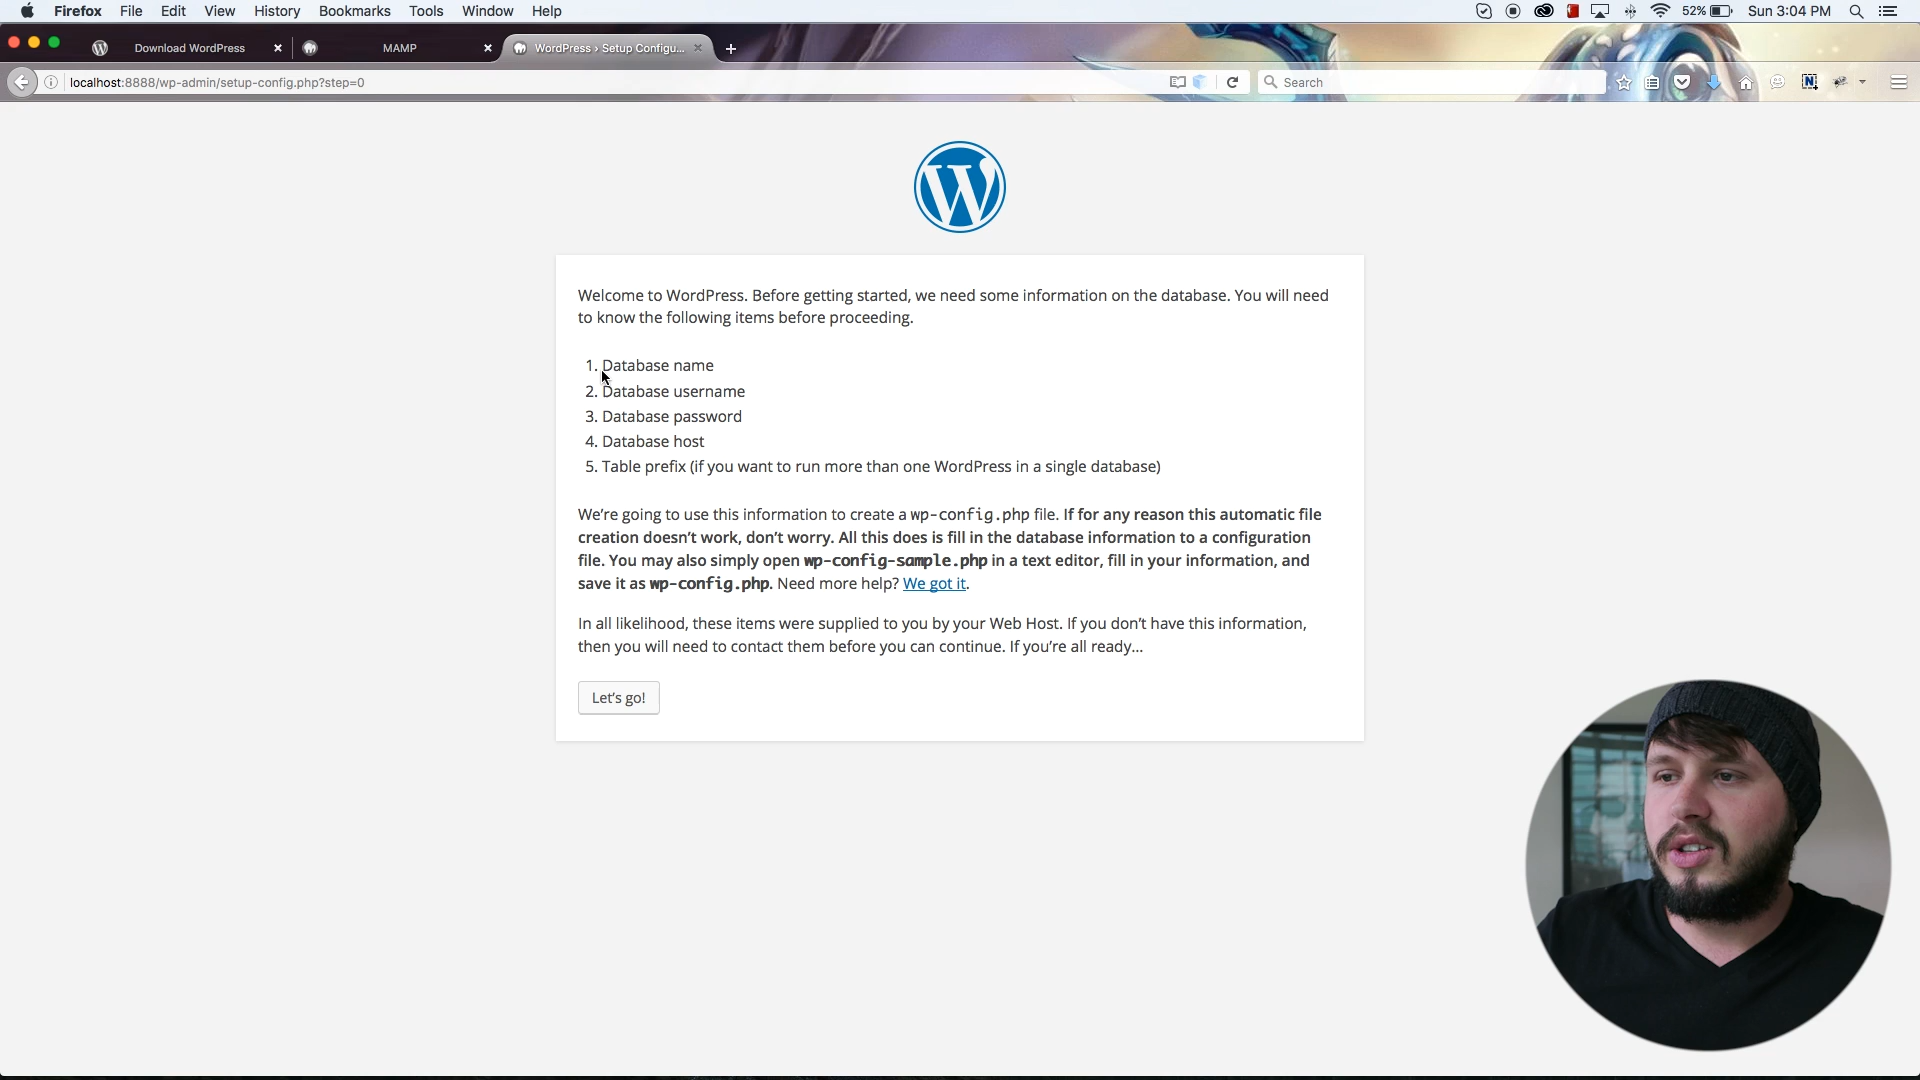 Firefox File Edit View History Bookmarks Tools Window Help 52% Sun 3:04 PM
Download WordPress MAMP WordPress › Setup Configu...
localhost:8888/wp-admin/setup-config.php?step=0 Search
Welcome to WordPress. Before getting started, we need some information on the database. You will need
to know the following items before proceeding.
1. Database name
2. Database username
3. Database password
4. Database host
5. Table prefix (if you want to run more than one WordPress in a single database)
We’re going to use this information to create a wp-config.php file. If for any reason this automatic file
creation doesn’t work, don’t worry. All this does is fill in the database information to a configuration
file. You may also simply open wp-config-sample.php in a text editor, fill in your information, and
save it as wp-config.php. Need more help? We got it.
In all likelihood, these items were supplied to you by your Web Host. If you don’t have this information,
then you will need to contact them before you can continue. If you’re all ready…
Let’s go!